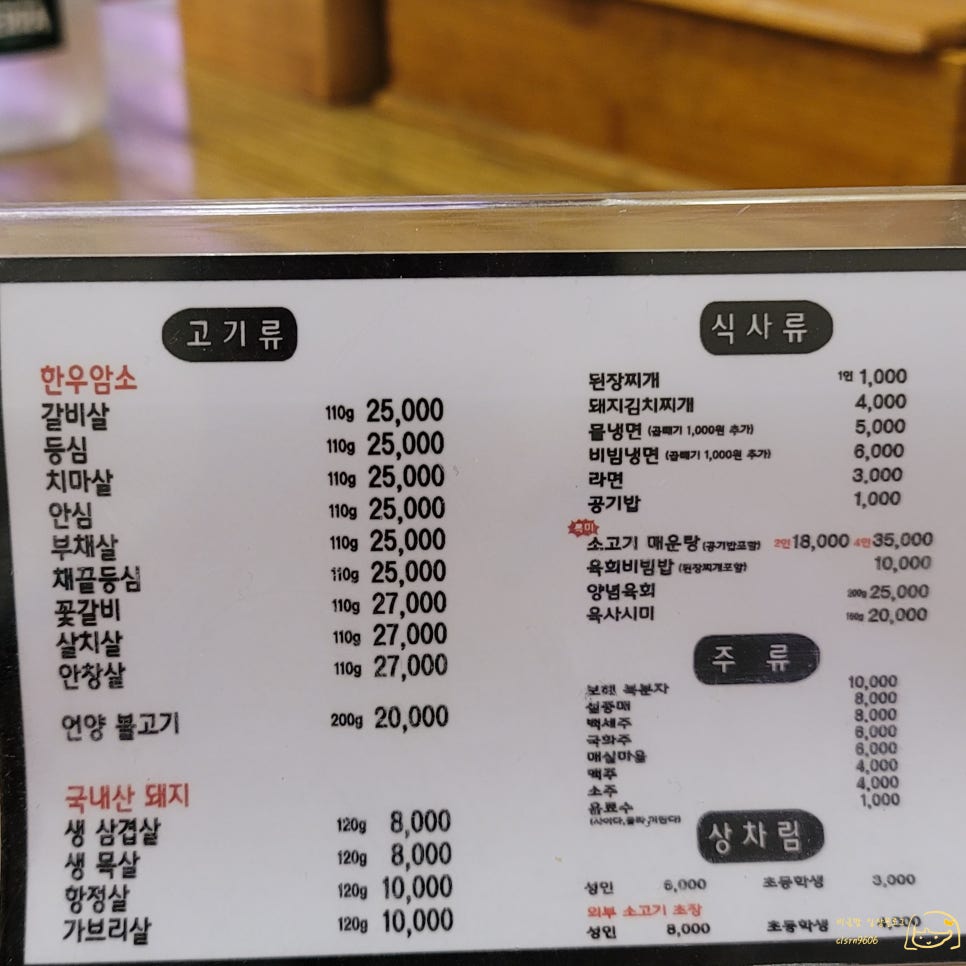 고기류
한우암소
갈비살 110g 25,000
등심 110g 25,000
치마살 110g 25,000
안심 110g 25,000
부채살 110g 25,000
채끝등심 110g 25,000
꽃갈비 110g 27,000
살치살 110g 27,000
안창살 110g 27,000
언양 불고기 200g 20,000
국내산 돼지
생 삼겹살 120g 8,000
생 목살 120g 8,000
항정살 120g 10,000
가브리살 120g 10,000
식사류
된장찌개 1인 1,000
돼지김치찌개 4,000
물냉면 (곱빼기 1,000원 추가) 5,000
비빔냉면 (곱빼기 1,000원 추가) 6,000
라면 3,000
공기밥 1,000
소고기 매운탕 (공기밥포함) 2인 18,000 4인 35,000
육회비빔밥 (된장찌개포함) 10,000
양념육회 200g 25,000
육사시미 20,000
주류
복분자 10,000
설중매 8,000
백세주 8,000
국화주 6,000
매실마을 6,000
맥주 4,000
소주 4,000
음료수 1,000
상차림
성인 6,000 초등학생 3,000
외부 소고기 초장
성인 8,000 초등학생
clsrn9606